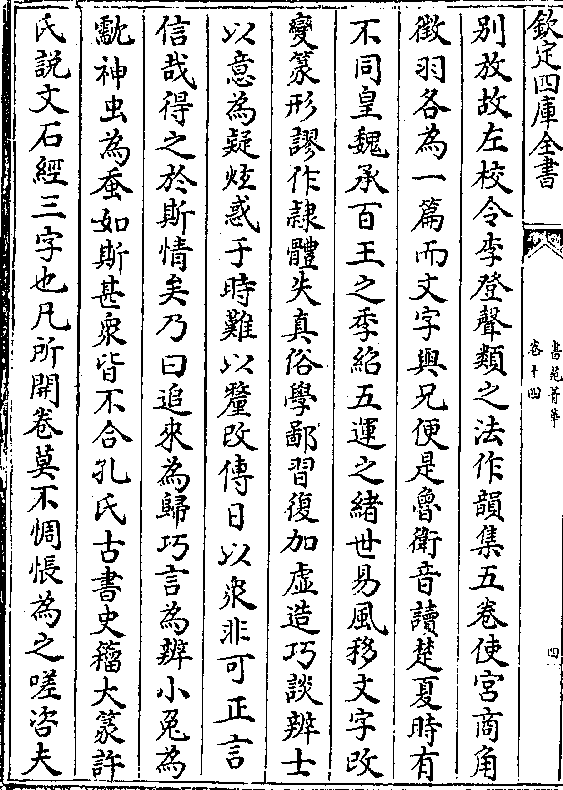 欽定四庫全書
書苑菁華
卷十四
四
別放故左校令李登聲類之法作韻集五卷使宮商角
徵羽各為一篇而文字與兄便是魯衛音讀楚夏時有
不同皇魏承百王之季紹五運之緒世易風移文字改
變篆形謬作隷體失真俗學鄙習復加虚造巧談辨士
以意為疑炫惑于時難以釐改傳曰以衆非可正言
信哉得之於斯情矣乃曰追來為歸巧言為辨小兎為
䨲神虫為蚕如斯甚衆皆不合孔氏古書史籀大篆許
氏説文石經三字也凡所開卷莫不惆悵為之嗟咨夫